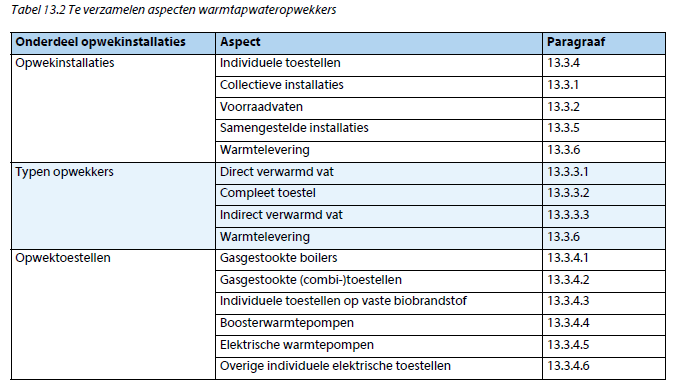 Tabel 13.2 Te verzamelen aspecten warmtapwateropwekkers
Onderdeel opwekinstallaties Aspect Paragraaf
Opwekinstallaties Individuele toestellen 13.3.4
Collectieve installaties 13.3.1
Voorraadvaten 13.3.2
Samengestelde installaties 13.3.5
Warmtelevering 13.3.6
Typen opwekkers Direct verwarmd vat 13.3.3.1
Compleet toestel 13.3.3.2
Indirect verwarmd vat 13.3.3.3
Warmtelevering 13.3.6
Opwektoestellen Gasgestookte boilers 13.3.4.1
Gasgestookte (combi-)toestellen 13.3.4.2
Individuele toestellen op vaste biobrandstof 13.3.4.3
Boosterwarmtepompen 13.3.4.4
Elektrische warmtepompen 13.3.4.5
Overige individuele elektrische toestellen 13.3.4.6